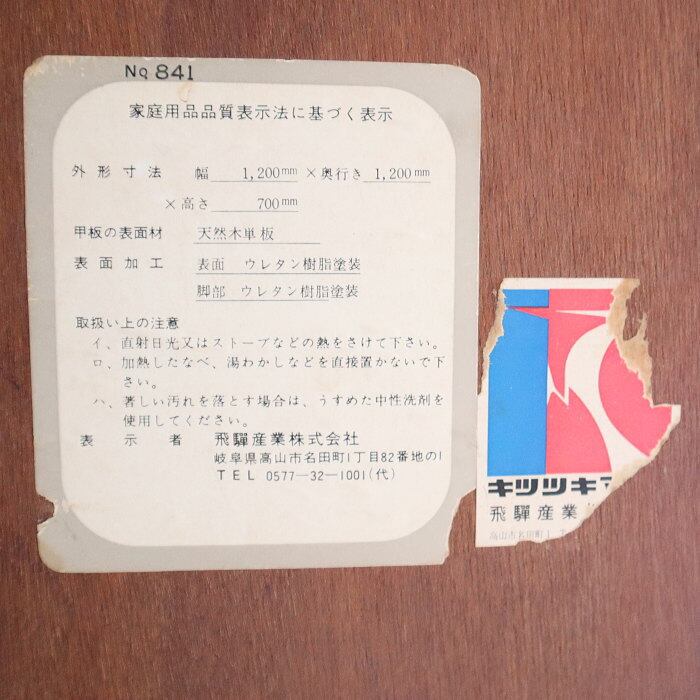 No 841
家庭用品品質表示法に基づく表示
外形寸法 幅 1,200mm ×奥行き 1,200mm
×高さ 700mm
甲板の表面材 天然木単板
表面加工 表面 ウレタン樹脂塗装
脚部 ウレタン樹脂塗装
取扱い上の注意
イ、直射日光又はストーブなどの熱をさけて下さい。
ロ、加熱したなべ、湯わかしなどを直接置かないで下
さい。
ハ、著しい汚れを落とす場合は、うすめた中性洗剤を
使用してください。
表示者 飛驒産業株式会社
岐阜県高山市名田町1丁目82番地の1
TEL 0577-32-1001(代)
キツツキ
飛驒産業
高山市名田町1